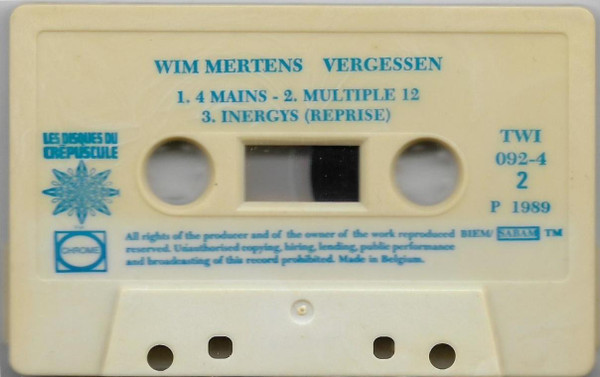 WIM MERTENS VERGESSEN
1. 4 MAINS - 2. MULTIPLE 12
3. INERGYS (REPRISE)
LES DISQUES DU
CRÉPUSCULE
TWI
092-4
2
P 1989
CHROME
All rights of the producer and of the owner of the work reproduced BIEM/ SABAM TM
reserved. Unauthorised copying, hiring, lending, public performance
and broadcasting of this record prohibited. Made in Belgium.